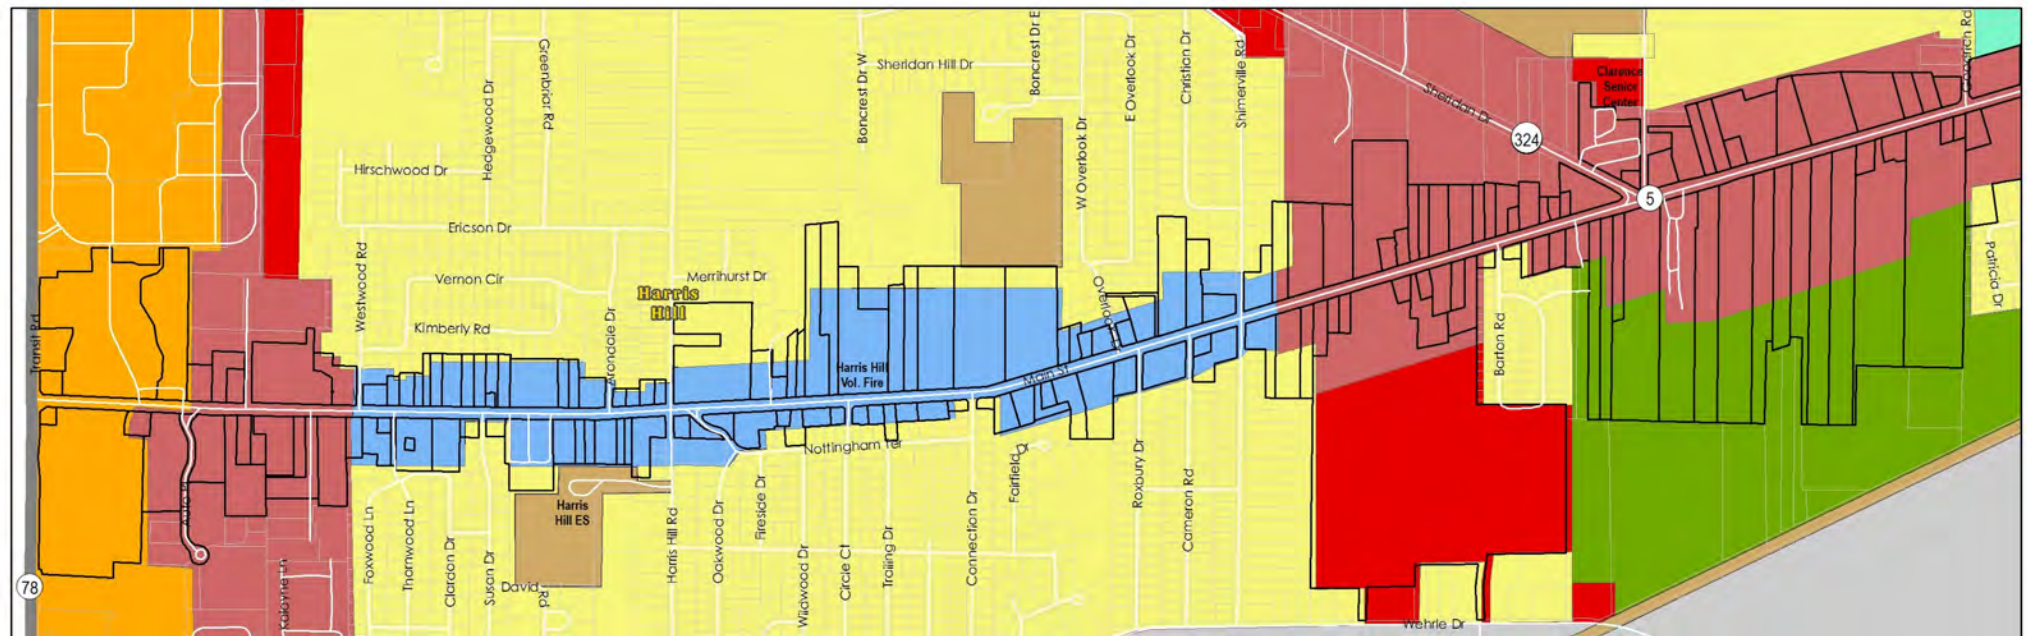 Greenbriar Rd
Hedgewood Dr
Boncrest Dr W
Sheridan Hill Dr
Boncrest Dr E
W Overlook Dr
E Overlook Dr
Christian Dr
Shimerville Rd
Sheridan Dr
324
Clarence
Senior
Center
Goodrich Rd
5
Hirschwood Dr
Ericson Dr
Westwood Rd
Vernon Cir
Kimberly Rd
Arondale Dr
Harris
Hill
Merrihurst Dr
Harris Hill
Vol. Fire
Main St
Barton Rd
Patricia Dr
Transit Rd
78
Foxwood Ln
Thornwood Ln
Clardon Dr
Susan Dr
David
Rd
Harris
Hill ES
Harris Hill Rd
Oakwood Dr
Fireside Dr
Nottingham Ter
Wildwood Dr
Circle Ct
Trailing Dr
Connection Dr
Fairfield Dr
Roxbury Dr
Cameron Rd
Wehrle Dr